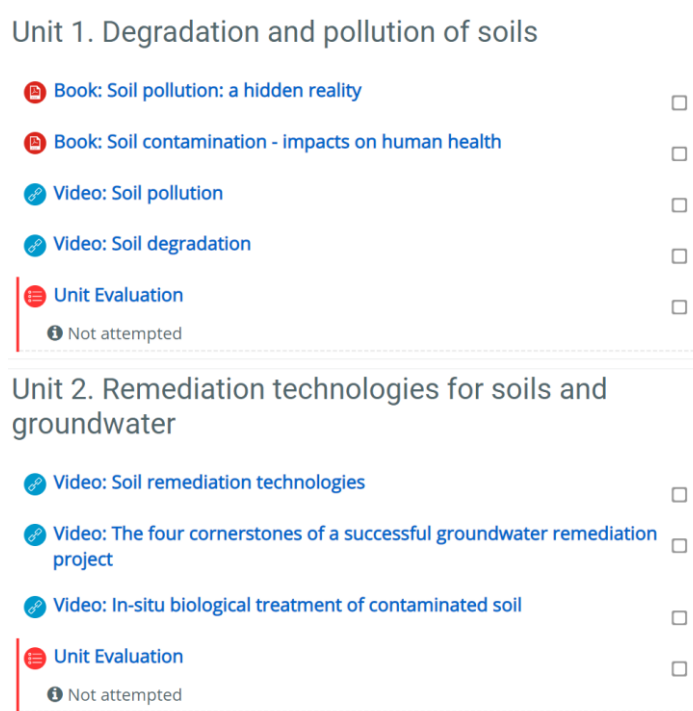 Unit 1. Degradation and pollution of soils
Book: Soil pollution: a hidden reality
Book: Soil contamination - impacts on human health
Video: Soil pollution
Video: Soil degradation
Unit Evaluation
Not attempted
Unit 2. Remediation technologies for soils and
groundwater
Video: Soil remediation technologies
Video: The four cornerstones of a successful groundwater remediation
project
Video: In-situ biological treatment of contaminated soil
Unit Evaluation
Not attempted